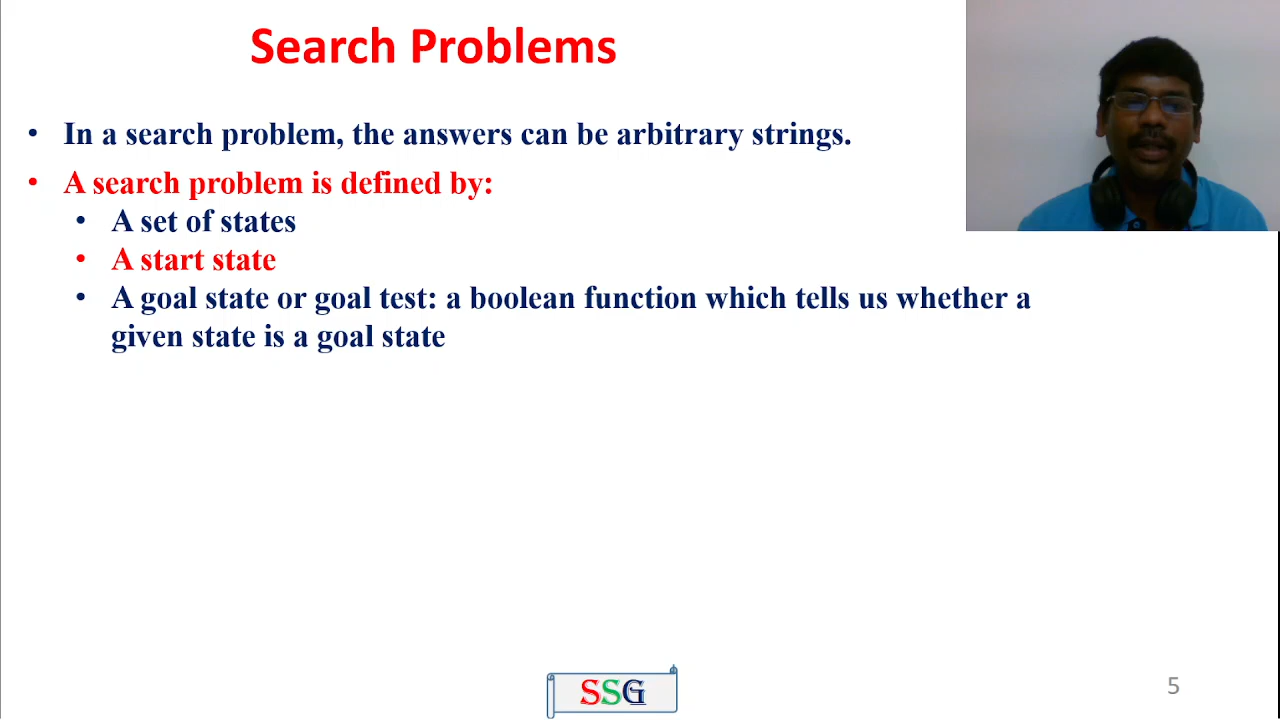 Search Problems
• In a search problem, the answers can be arbitrary strings.
• A search problem is defined by:
• A set of states
• A start state
• A goal state or goal test: a boolean function which tells us whether a
given state is a goal state
SSG
5